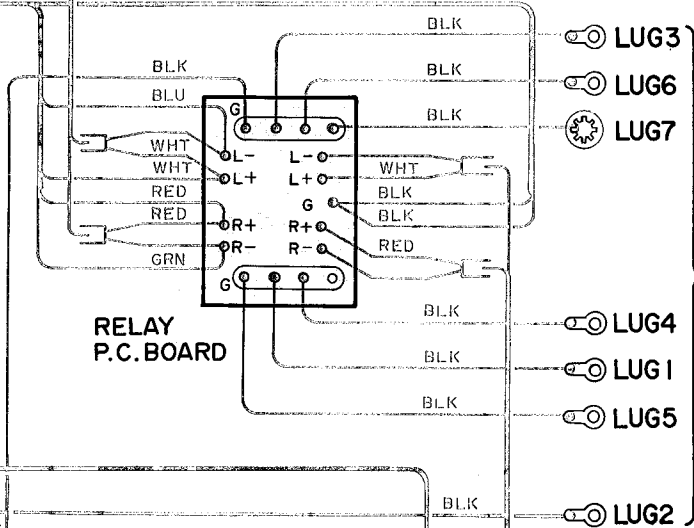 BLK
LUG3
BLK
BLK
LUG6
BLU
G
BLK
LUG7
WHT
L-
L-
WHT
L+
L+
WHT
RED
G
BLK
RED
R+
R+
BLK
R-
R-
RED
GRN
G
RELAY
P.C. BOARD
BLK
LUG4
BLK
LUG1
BLK
LUG5
BLK
LUG2